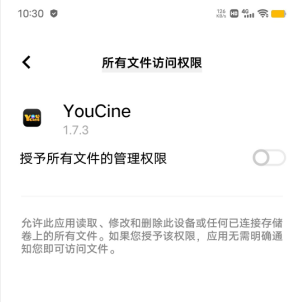 10:30 126 KB/s HD 4G
所有文件访问权限
YouCine
1.7.3
授予所有文件的管理权限
允许此应用读取、修改和删除此设备或任何已连接存储
卷上的所有文件。如果您授予该权限，应用无需明确通
知您即可访问文件。